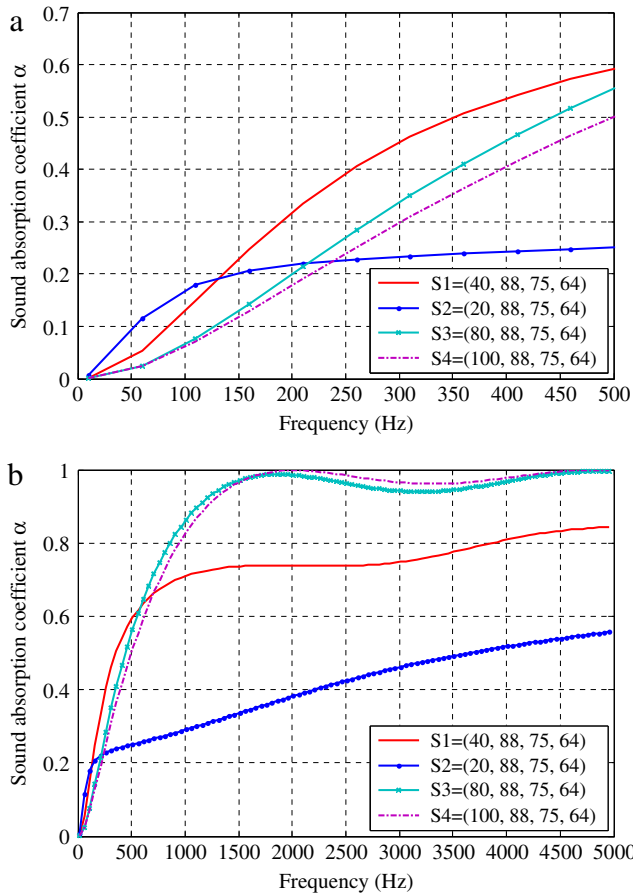 a
Sound absorption coefficient α
0.7
0.6
0.5
0.4
0.3
0.2
0.1
0
S1=(40, 88, 75, 64)
S2=(20, 88, 75, 64)
S3=(80, 88, 75, 64)
S4=(100, 88, 75, 64)
0 50 100 150 200 250 300 350 400 450 500
Frequency (Hz)
b
Sound absorption coefficient α
1
0.8
0.6
0.4
0.2
0
S1=(40, 88, 75, 64)
S2=(20, 88, 75, 64)
S3=(80, 88, 75, 64)
S4=(100, 88, 75, 64)
0 500 1000 1500 2000 2500 3000 3500 4000 4500 5000
Frequency (Hz)